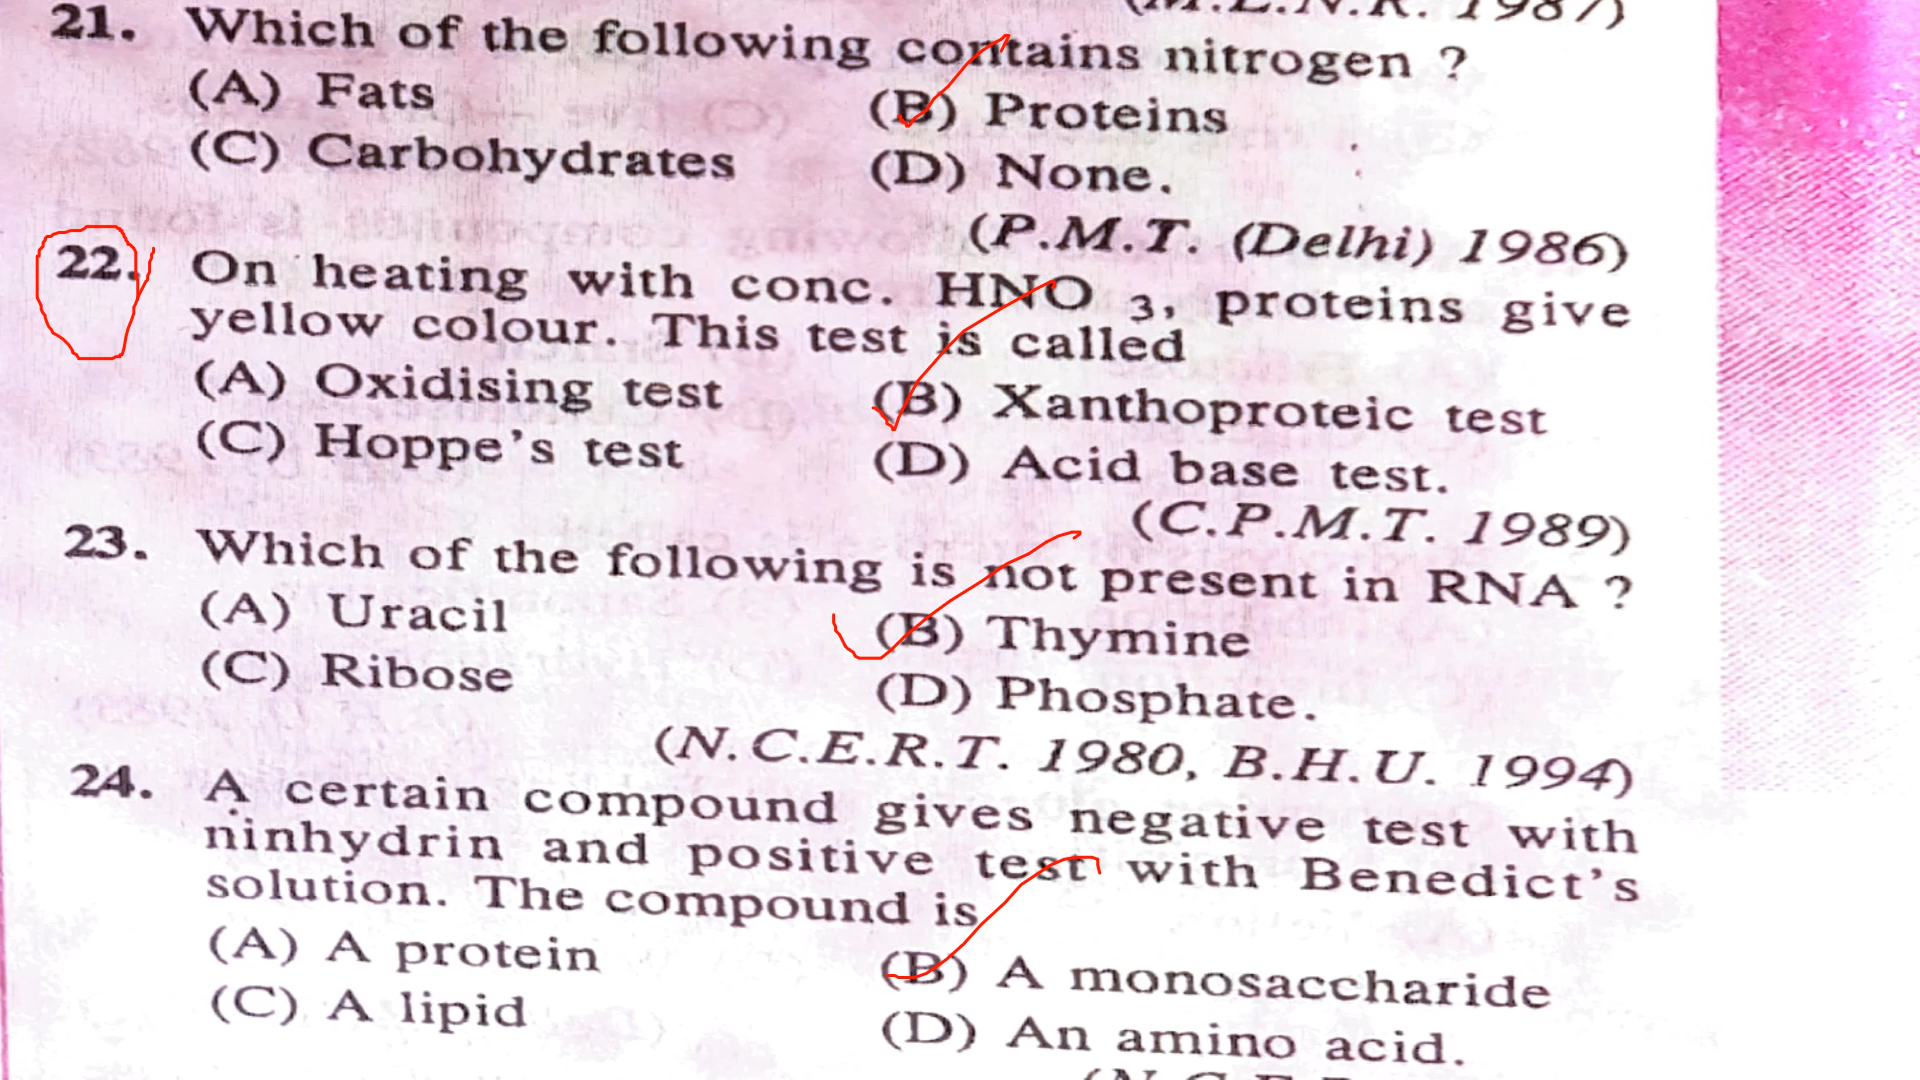 21. Which of the following contains nitrogen ?
(A) Fats (B) Proteins
(C) Carbohydrates (D) None.
(P.M.T. (Delhi) 1986)
22. On heating with conc. HNO 3, proteins give
yellow colour. This test is called
(A) Oxidising test (B) Xanthoproteic test
(C) Hoppe's test (D) Acid base test.
(C.P.M.T. 1989)
23. Which of the following is not present in RNA ?
(A) Uracil (B) Thymine
(C) Ribose (D) Phosphate.
(N.C.E.R.T. 1980, B.H.U. 1994)
24. A certain compound gives negative test with
ninhydrin and positive test with Benedict's
solution. The compound is
(A) A protein (B) A monosaccharide
(C) A lipid (D) An amino acid.